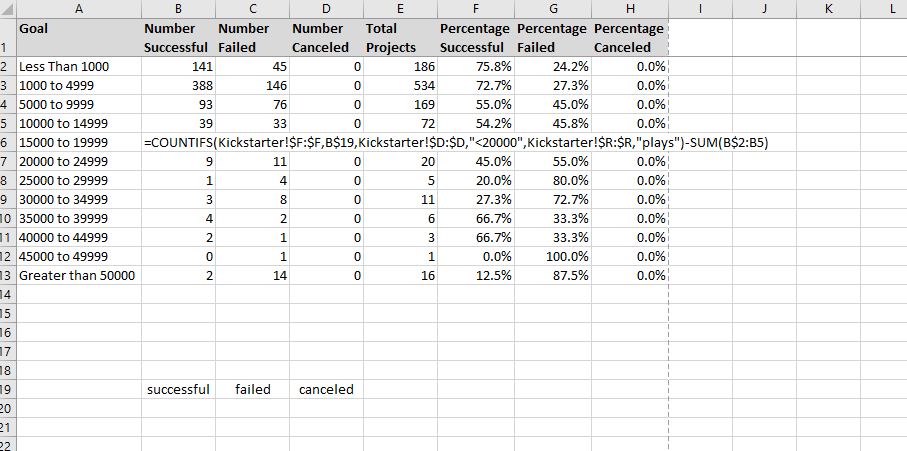 A B C D E F G H I J K L
1 Goal Number Successful Number Failed Number Canceled Total Projects Percentage Successful Percentage Failed Percentage Canceled
2 Less Than 1000 141 45 0 186 75.8% 24.2% 0.0%
3 1000 to 4999 388 146 0 534 72.7% 27.3% 0.0%
4 5000 to 9999 93 76 0 169 55.0% 45.0% 0.0%
5 10000 to 14999 39 33 0 72 54.2% 45.8% 0.0%
6 15000 to 19999 =COUNTIFS(Kickstarter!$F:$F,B$19,Kickstarter!$D:$D,"<20000",Kickstarter!$R:$R,"plays")-SUM(B$2:B5)
7 20000 to 24999 9 11 0 20 45.0% 55.0% 0.0%
8 25000 to 29999 1 4 0 5 20.0% 80.0% 0.0%
9 30000 to 34999 3 8 0 11 27.3% 72.7% 0.0%
10 35000 to 39999 4 2 0 6 66.7% 33.3% 0.0%
11 40000 to 44999 2 1 0 3 66.7% 33.3% 0.0%
12 45000 to 49999 0 1 0 1 0.0% 100.0% 0.0%
13 Greater than 50000 2 14 0 16 12.5% 87.5% 0.0%
14
15
16
17
18
19 successful failed canceled
20
21
22